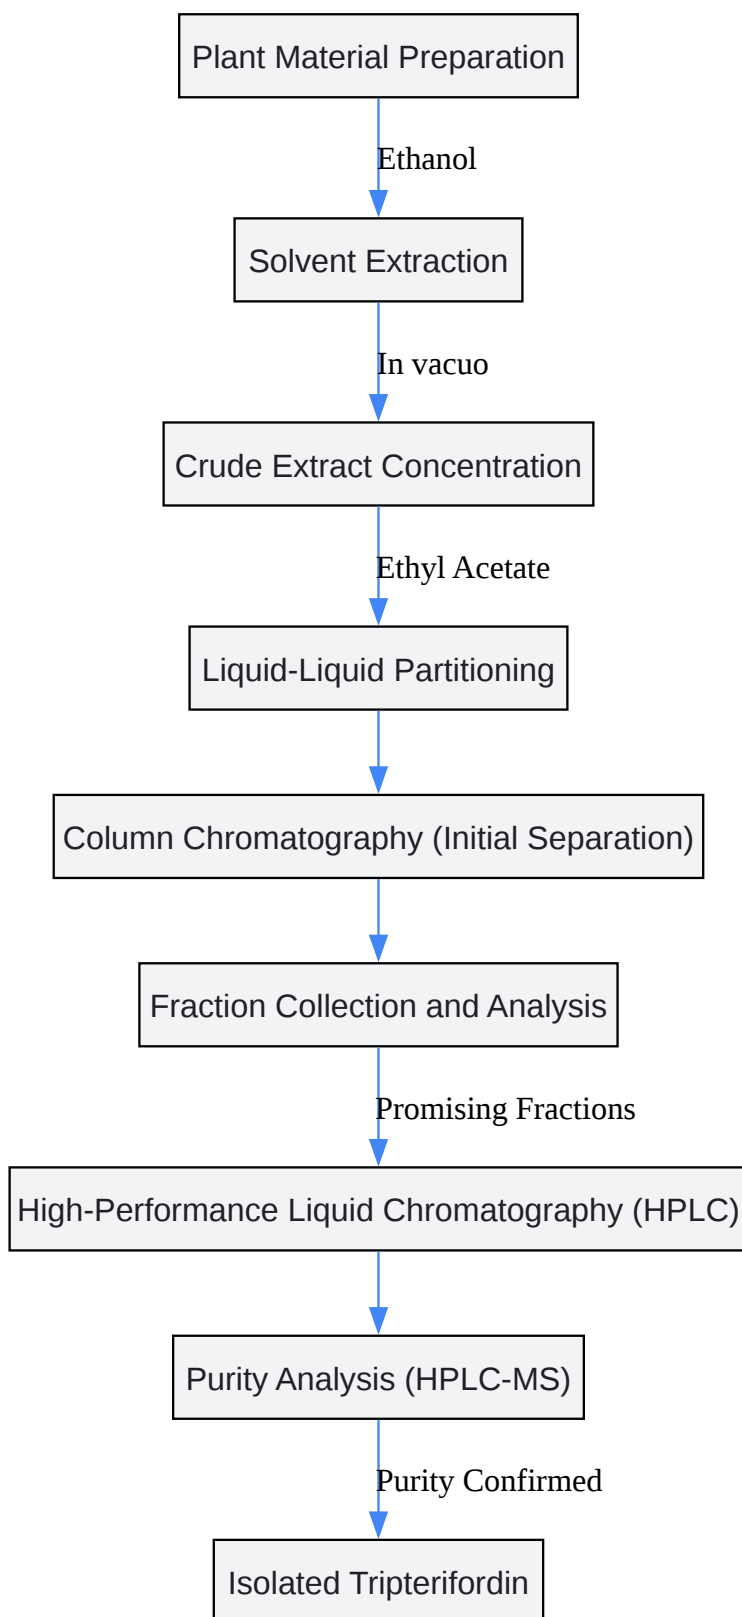 Plant Material Preparation
Ethanol
Solvent Extraction
In vacuo
Crude Extract Concentration
Ethyl Acetate
Liquid-Liquid Partitioning
Column Chromatography (Initial Separation)
Fraction Collection and Analysis
Promising Fractions
High-Performance Liquid Chromatography (HPLC)
Purity Analysis (HPLC-MS)
Purity Confirmed
Isolated Tripterifordin